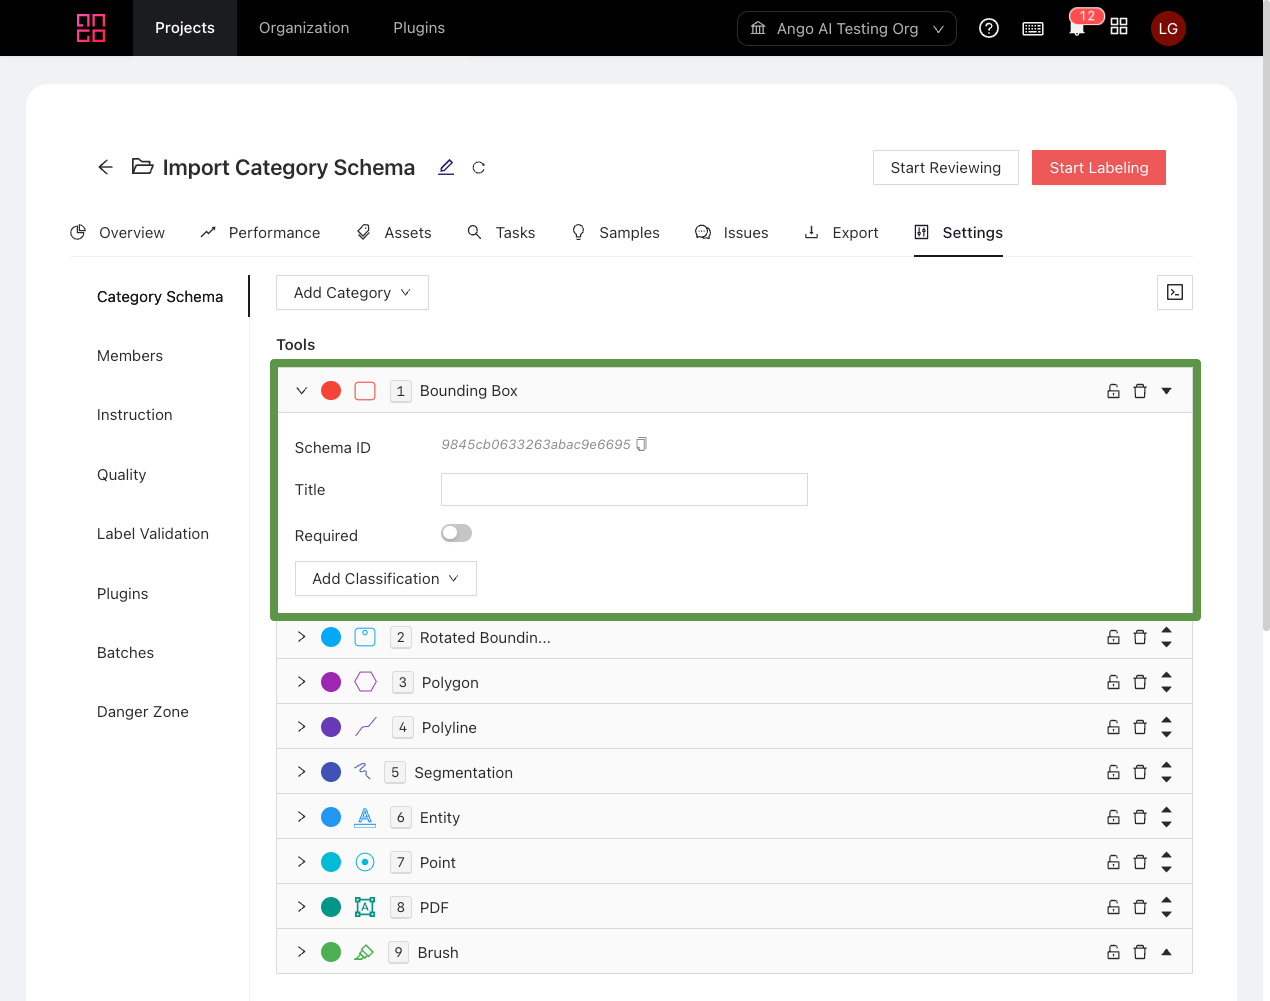 Projects
Organization
Plugins
Ango AI Testing Org
12
LG
Import Category Schema
Start Reviewing
Start Labeling
Overview
Performance
Assets
Tasks
Samples
Issues
Export
Settings
Category Schema
Members
Instruction
Quality
Label Validation
Plugins
Batches
Danger Zone
Add Category
Tools
1 Bounding Box
Schema ID 9845cb0633263abac9e6695
Title
Required
Add Classification
2 Rotated Boundin...
3 Polygon
4 Polyline
5 Segmentation
6 Entity
7 Point
8 PDF
9 Brush